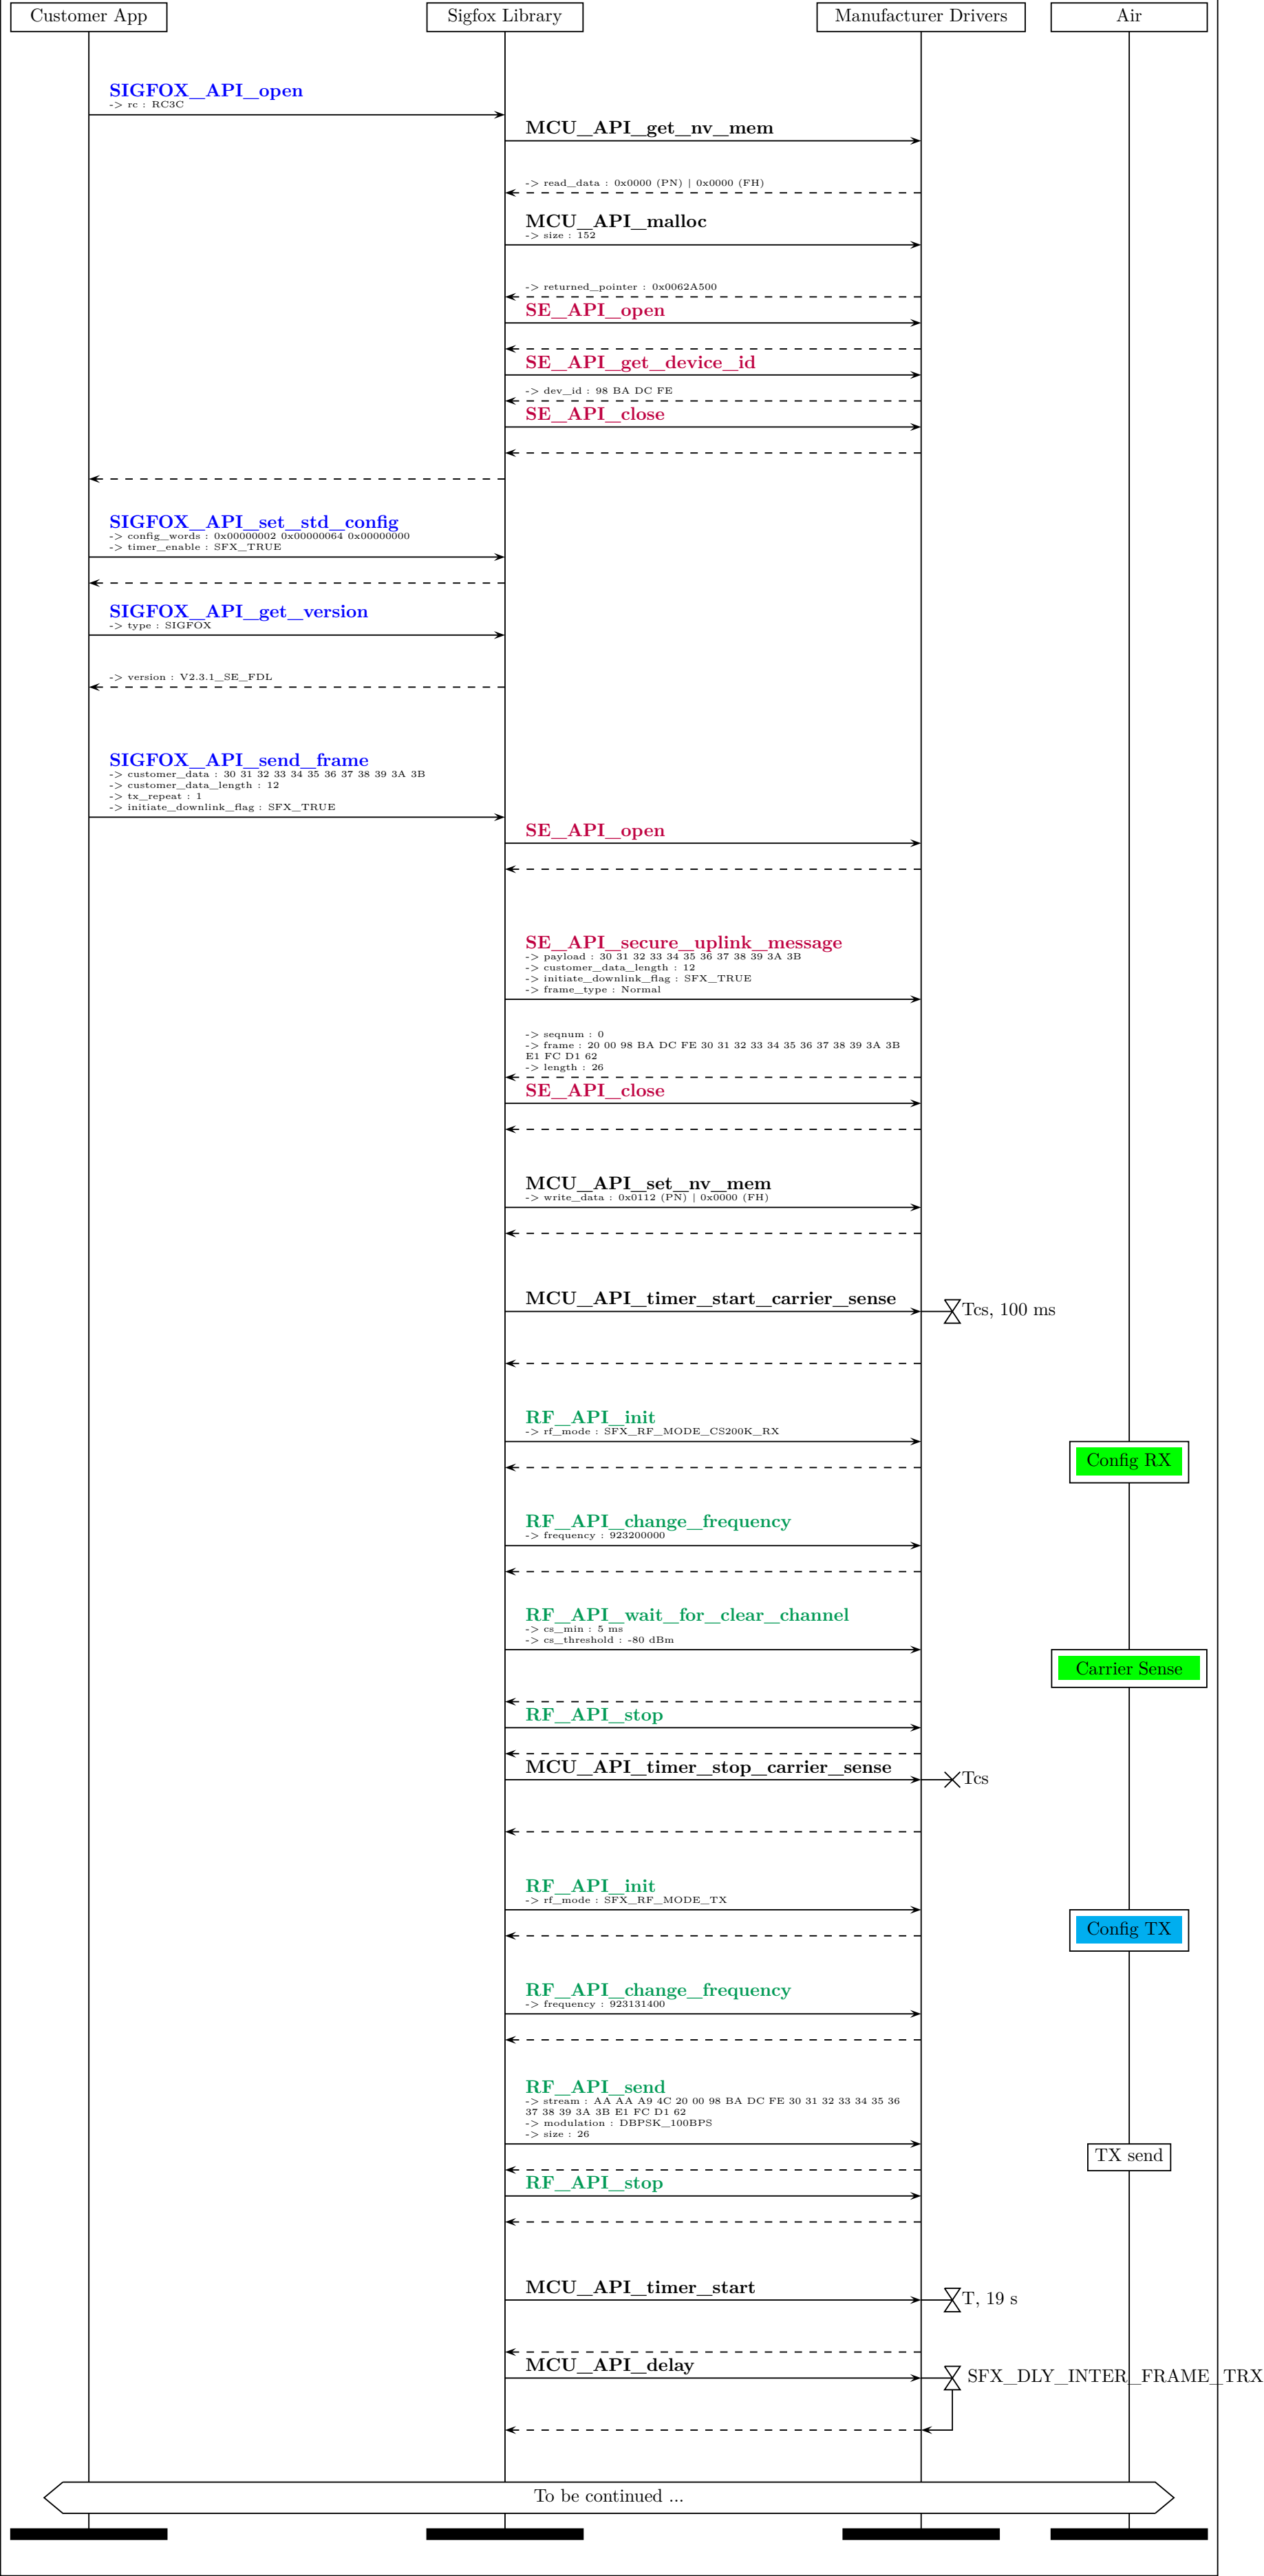 Customer App
Sigfox Library
Manufacturer Drivers
Air
SIGFOX_API_open
-> rc : RC3C
MCU_API_get_nv_mem
-> read_data : 0x0000 (PN) | 0x0000 (FH)
MCU_API_malloc
-> size : 152
-> returned_pointer : 0x0062A500
SE_API_open
SE_API_get_device_id
-> dev_id : 98 BA DC FE
SE_API_close
SIGFOX_API_set_std_config
-> config_words : 0x00000002 0x00000064 0x00000000
-> timer_enable : SFX_TRUE
SIGFOX_API_get_version
-> type : SIGFOX
-> version : V2.3.1_SE_FDL
SIGFOX_API_send_frame
-> customer_data : 30 31 32 33 34 35 36 37 38 39 3A 3B
-> customer_data_length : 12
-> tx_repeat : 1
-> initiate_downlink_flag : SFX_TRUE
SE_API_open
SE_API_secure_uplink_message
-> payload : 30 31 32 33 34 35 36 37 38 39 3A 3B
-> customer_data_length : 12
-> initiate_downlink_flag : SFX_TRUE
-> frame_type : Normal
-> seqnum : 0
-> frame : 20 00 98 BA DC FE 30 31 32 33 34 35 36 37 38 39 3A 3B
E1 FC D1 62
-> length : 26
SE_API_close
MCU_API_set_nv_mem
-> write_data : 0x0112 (PN) | 0x0000 (FH)
MCU_API_timer_start_carrier_sense
Tcs, 100 ms
RF_API_init
-> rf_mode : SFX_RF_MODE_CS200K_RX
Config RX
RF_API_change_frequency
-> frequency : 923200000
RF_API_wait_for_clear_channel
-> cs_min : 5 ms
-> cs_threshold : -80 dBm
Carrier Sense
RF_API_stop
MCU_API_timer_stop_carrier_sense
Tcs
RF_API_init
-> rf_mode : SFX_RF_MODE_TX
Config TX
RF_API_change_frequency
-> frequency : 923131400
RF_API_send
-> stream : AA AA A9 4C 20 00 98 BA DC FE 30 31 32 33 34 35 36
37 38 39 3A 3B E1 FC D1 62
-> modulation : DBPSK_100BPS
-> size : 26
TX send
RF_API_stop
MCU_API_timer_start
T, 19 s
MCU_API_delay
SFX_DLY_INTER_FRAME_TRX
To be continued ...